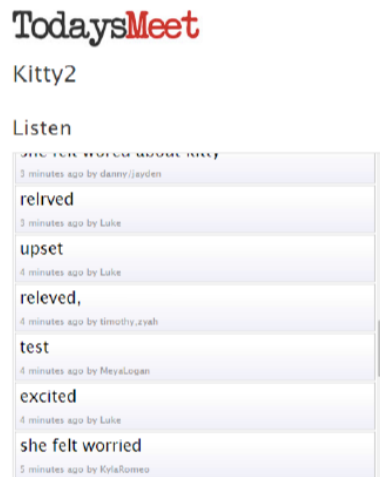 TodaysMeet
Kitty2
Listen
she felt wored about kitty
3 minutes ago by danny/jayden
relrved
3 minutes ago by Luke
upset
4 minutes ago by Luke
releved,
4 minutes ago by timothy,zyah
test
4 minutes ago by MeyaLogan
excited
4 minutes ago by Luke
she felt worried
5 minutes ago by KylaRomeo